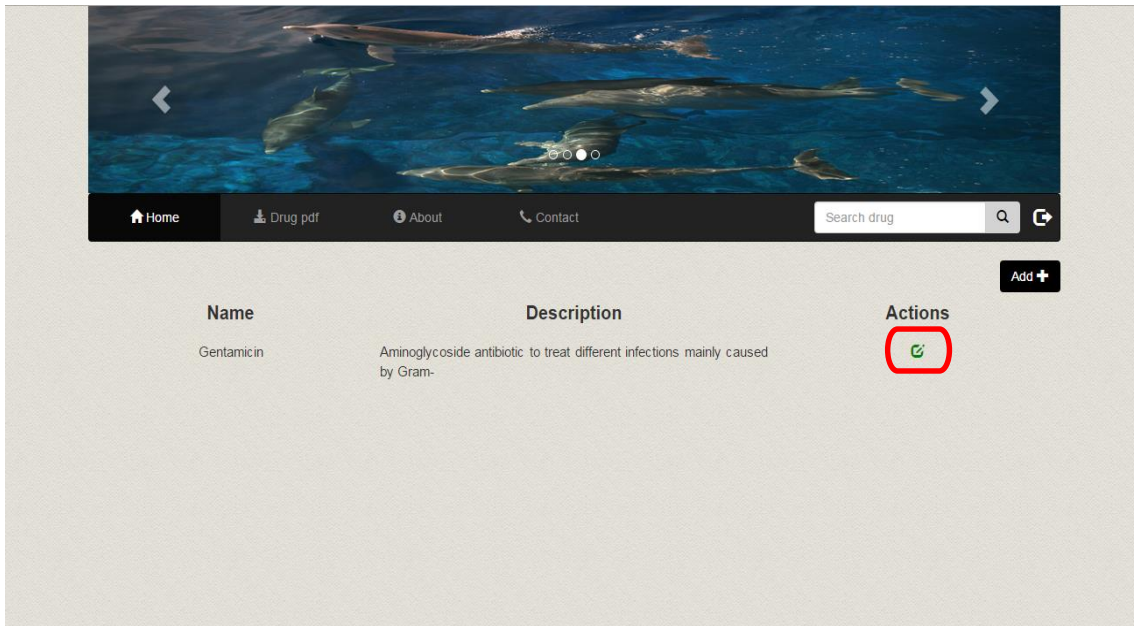 Home Drug pdf About Contact Search drug
Add
Name Description Actions
Gentamicin Aminoglycoside antibiotic to treat different infections mainly caused
by Gram-